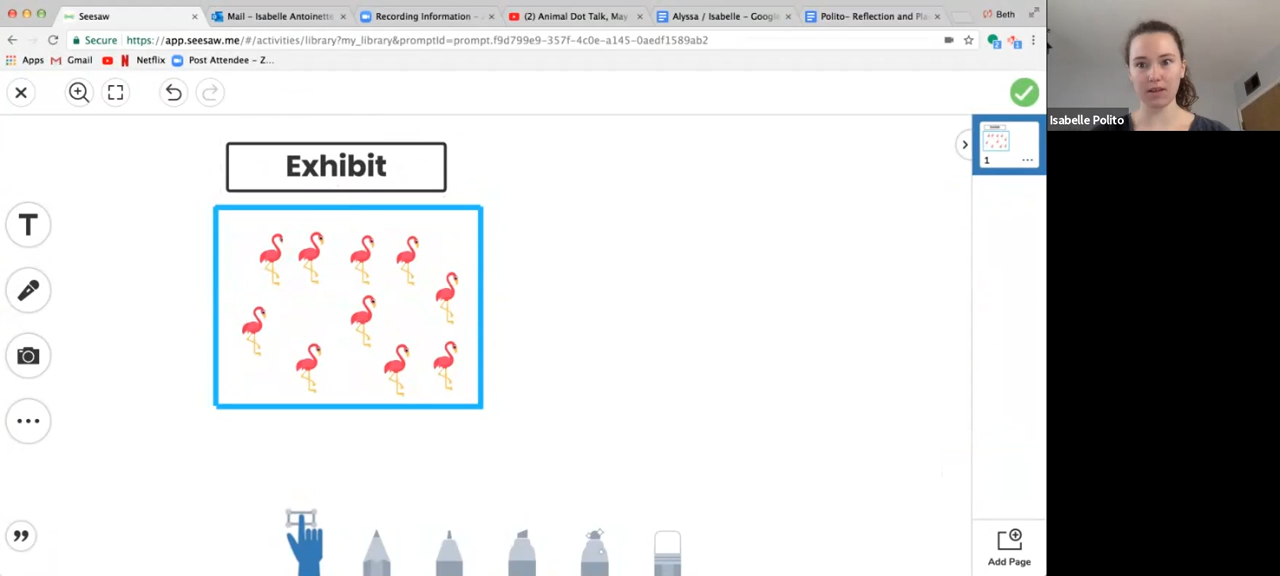 Seesaw
Mail – Isabelle Antoinette
Recording Information –
(2) Animal Dot Talk, May
Alyssa / Isabelle – Google
Polito– Reflection and Pla
Beth
Secure https://app.seesaw.me/#/activities/library?my_library&promptId=prompt.f9d799e9-357f-4c0e-a145-0aedf1589ab2
Apps Gmail Netflix Post Attendee – Z...
Isabelle Polito
Exhibit
1
T
Add Page